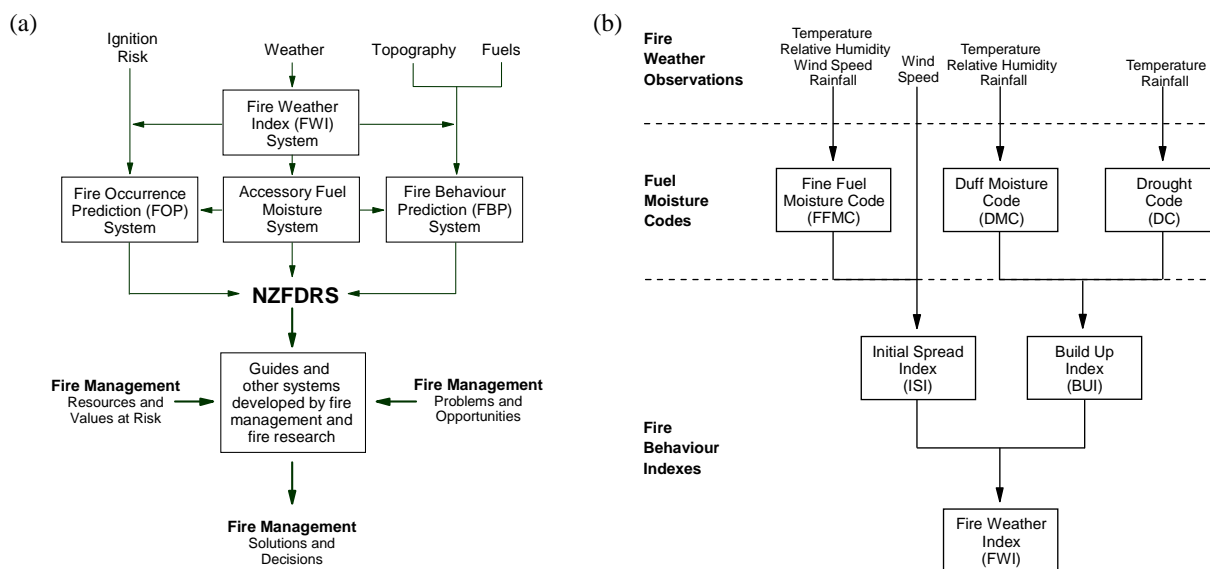 (a)
Ignition
Risk
Weather
Topography
Fuels
Fire Weather
Index (FWI)
System
Fire Occurrence
Prediction (FOP)
System
Accessory Fuel
Moisture
System
Fire Behaviour
Prediction (FBP)
System
NZFDRS
Fire Management
Resources and
Values at Risk
Guides and
other systems
developed by fire
management and
fire research
Fire Management
Problems and
Opportunities
Fire Management
Solutions and
Decisions
(b)
Fire
Weather
Observations
Temperature
Relative Humidity
Wind Speed
Rainfall
Wind
Speed
Temperature
Relative Humidity
Rainfall
Temperature
Rainfall
Fuel
Moisture
Codes
Fine Fuel
Moisture Code
(FFMC)
Duff Moisture
Code
(DMC)
Drought
Code
(DC)
Initial Spread
Index
(ISI)
Build Up
Index
(BUI)
Fire
Behaviour
Indexes
Fire Weather
Index
(FWI)